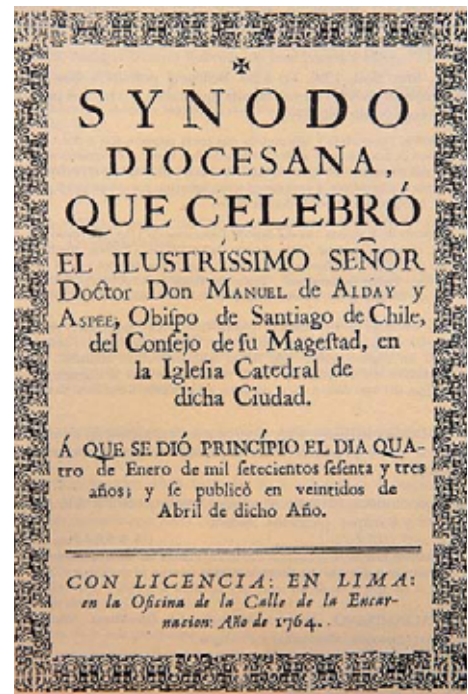 ✠
SYNODO
DIOCESANA,
QUE CELEBRÓ
EL ILUSTRÍSSIMO SEÑOR
Doctor Don MANUEL de ALDAY y
ASPEE, Obiſpo de Santiago de Chile,
del Conſejo de ſu Mageſtad, en
la Igleſia Catedral de
dicha Ciudad.
Á QUE SE DIÓ PRINCÍPIO EL DIA QUA-
tro de Enero de mil ſetecientos ſeſenta y tres
años; y ſe publicò en veintidos de
Abril de dicho Año.
CON LICENCIA: EN LIMA:
en la Oficina de la Calle de la Encar-
nacion: Año de 1764.